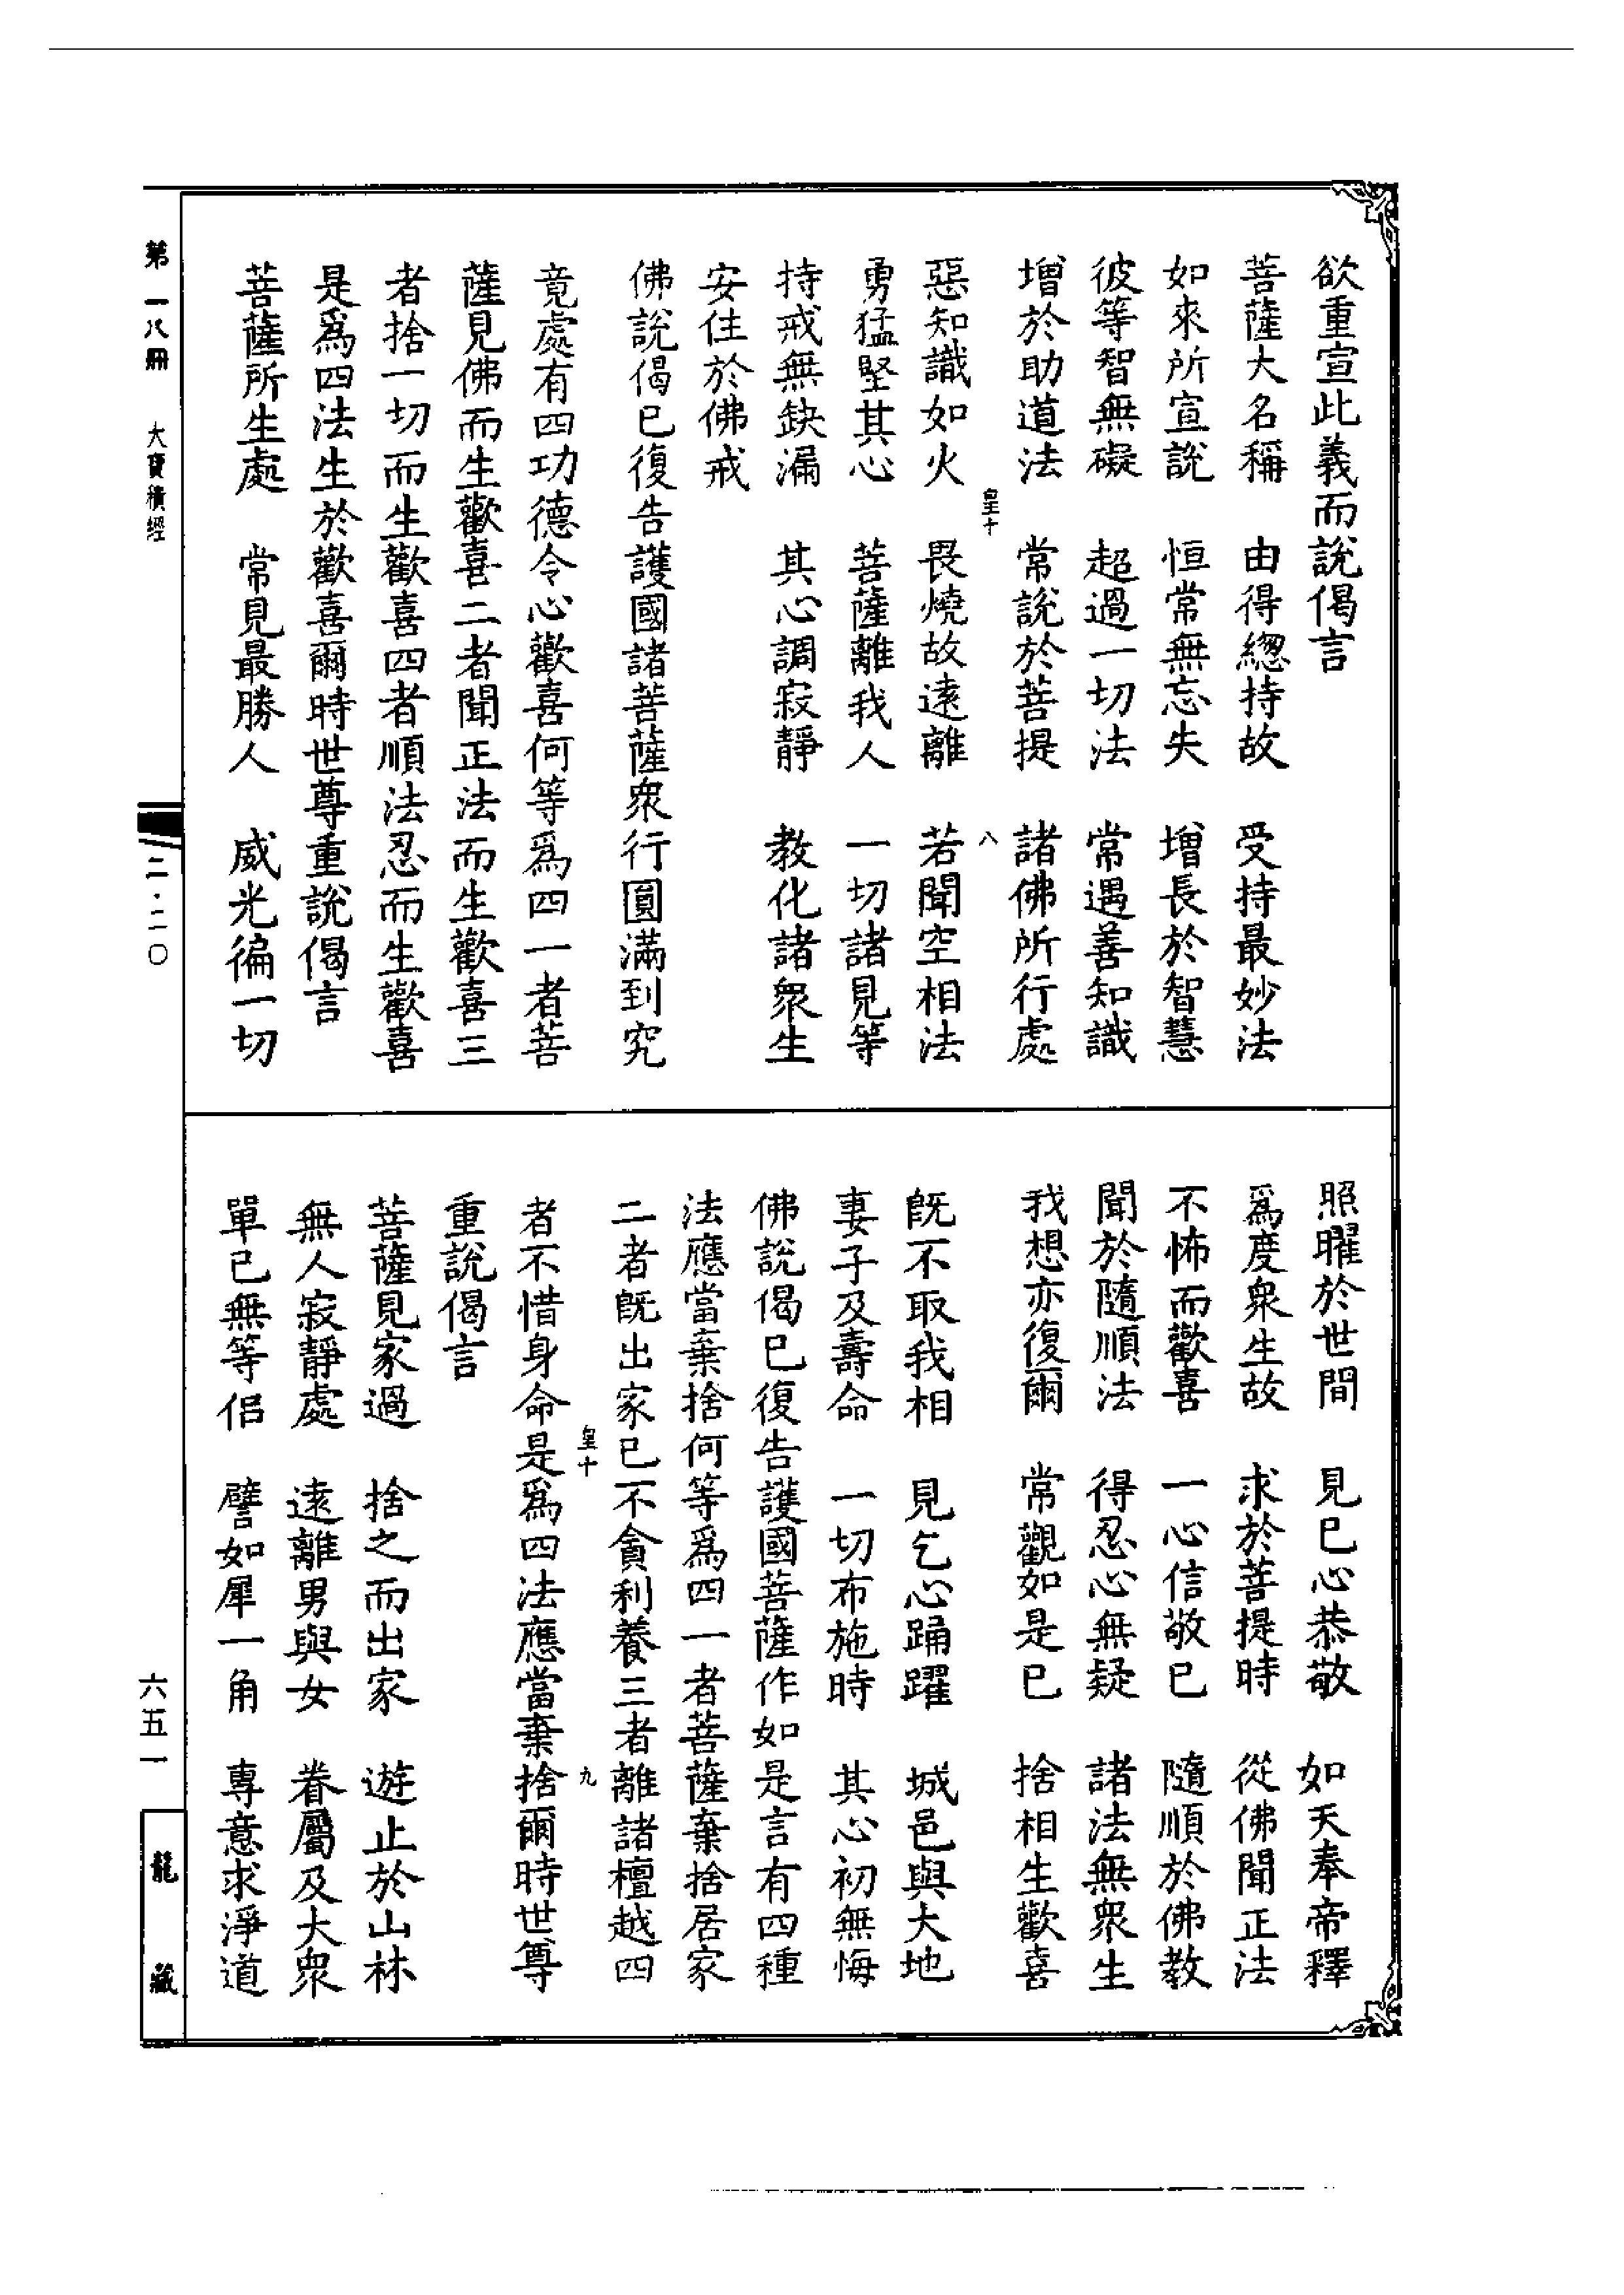 欲重宣此義而說偈言
菩薩大名稱　由得緫持故　受持最妙法
如來所宣說　恒常無忘失　增長於智慧
彼等智無礙　超過一切法　常遇善知識
增於助道法　常說於菩提　諸佛所行處
皇十　八
惡知識如火　畏燒故遠離　若聞空相法
勇猛堅其心　菩薩離我人　一切諸見等
持戒無缺漏　其心調寂靜　教化諸眾生
安住於佛戒
佛說偈已復告護國諸菩薩眾行圓滿到究
竟處有四功德令心歡喜何等為四一者菩
薩見佛而生歡喜二者聞正法而生歡喜三
者捨一切而生歡喜四者順法忍而生歡喜
是為四法生於歡喜爾時世尊重說偈言
菩薩所生處　常見最勝人　威光徧一切
照曜於世間　見已心恭敬　如天奉帝釋
為度衆生故　求於菩提時　從佛聞正法
不怖而歡喜　一心信敬已　隨順於佛教
聞於隨順法　得忍心無疑　諸法無眾生
我想亦復爾　常觀如是已　捨相生歡喜
既不取我相　見乞心踊躍　城邑與大地
妻子及壽命　一切布施時　其心初無悔
佛說偈已復告護國菩薩作如是言有四種
法應當棄捨何等為四一者菩薩棄捨居家
二者既出家已不貪利養三者離諸檀越四
皇十　九
者不惜身命是為四法應當棄捨爾時世尊
重說偈言
菩薩見家過　捨之而出家　遊止於山林
無人寂靜處　遠離男與女　眷屬及大眾
單已無等侶　譬如犀一角　專意求淨道
第一八冊　大寶積經　二·二〇　六五一　龍藏